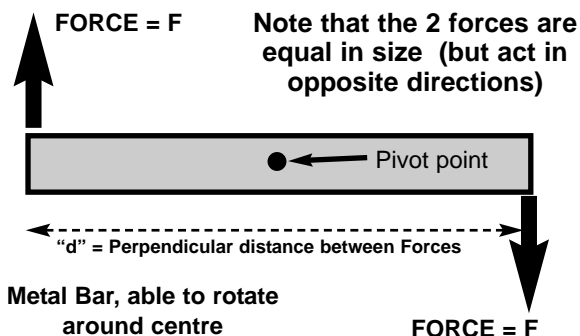 FORCE = F
Note that the 2 forces are
equal in size (but act in
opposite directions)
Pivot point
“d” = Perpendicular distance between Forces
Metal Bar, able to rotate
around centre
FORCE = F